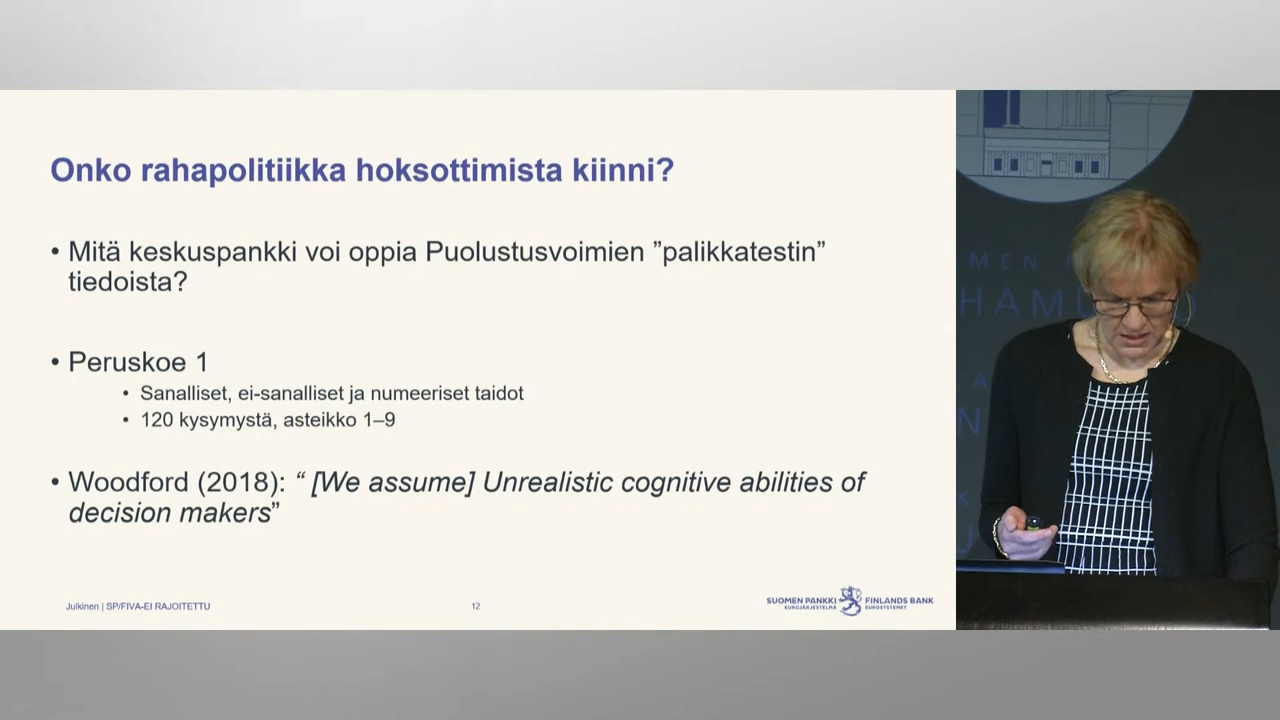 Onko rahapolitiikka hoksottimista kiinni?
• Mitä keskuspankki voi oppia Puolustusvoimien ”palikkatestin”
tiedoista?
• Peruskoe 1
• Sanalliset, ei-sanalliset ja numeeriset taidot
• 120 kysymystä, asteikko 1–9
• Woodford (2018): “ [We assume] Unrealistic cognitive abilities of
decision makers”
Julkinen | SP/FIVA-EI RAJOITETTU
12
SUOMEN PANKKI
EUROJÄRJESTELMÄ
FINLANDS BANK
EUROSYSTEMET
MEN
HAMU